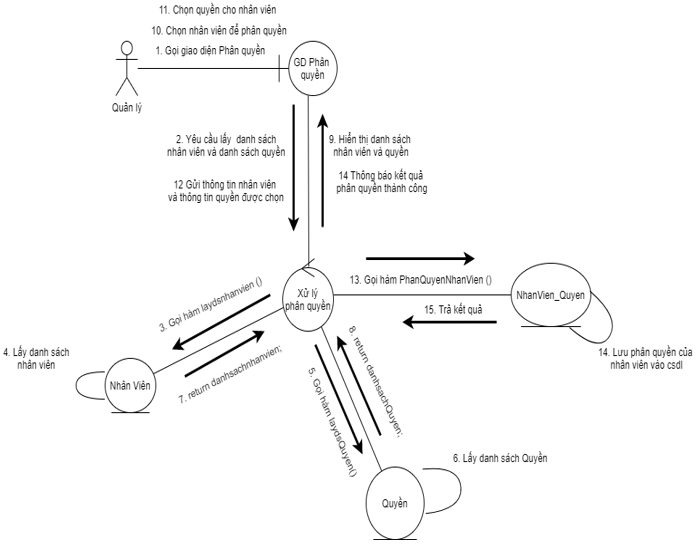 11. Chọn quyền cho nhân viên
10. Chọn nhân viên để phân quyền
1. Gọi giao diện Phân quyền
GD Phân
quyền
Quản lý
2. Yêu cầu lấy danh sách
nhân viên và danh sách quyền
9. Hiển thị danh sách
nhân viên và quyền
12 Gửi thông tin nhân viên
và thông tin quyền được chọn
14 Thông báo kết quả
phân quyền thành công
3. Gọi hàm laydsnhanvien ()
Xử lý
phân quyền
13. Gọi hàm PhanQuyenNhanVien ()
NhanVien_Quyen
15. Trả kết quả
14. Lưu phân quyền của
nhân viên váo csdl
4. Lấy danh sách
nhân viên
Nhân Viên
7. return danhsachnhanvien;
5. Gọi hàm laydsQuyen()
8. return danhsachQuyen;
6. Lấy danh sách Quyền
Quyền